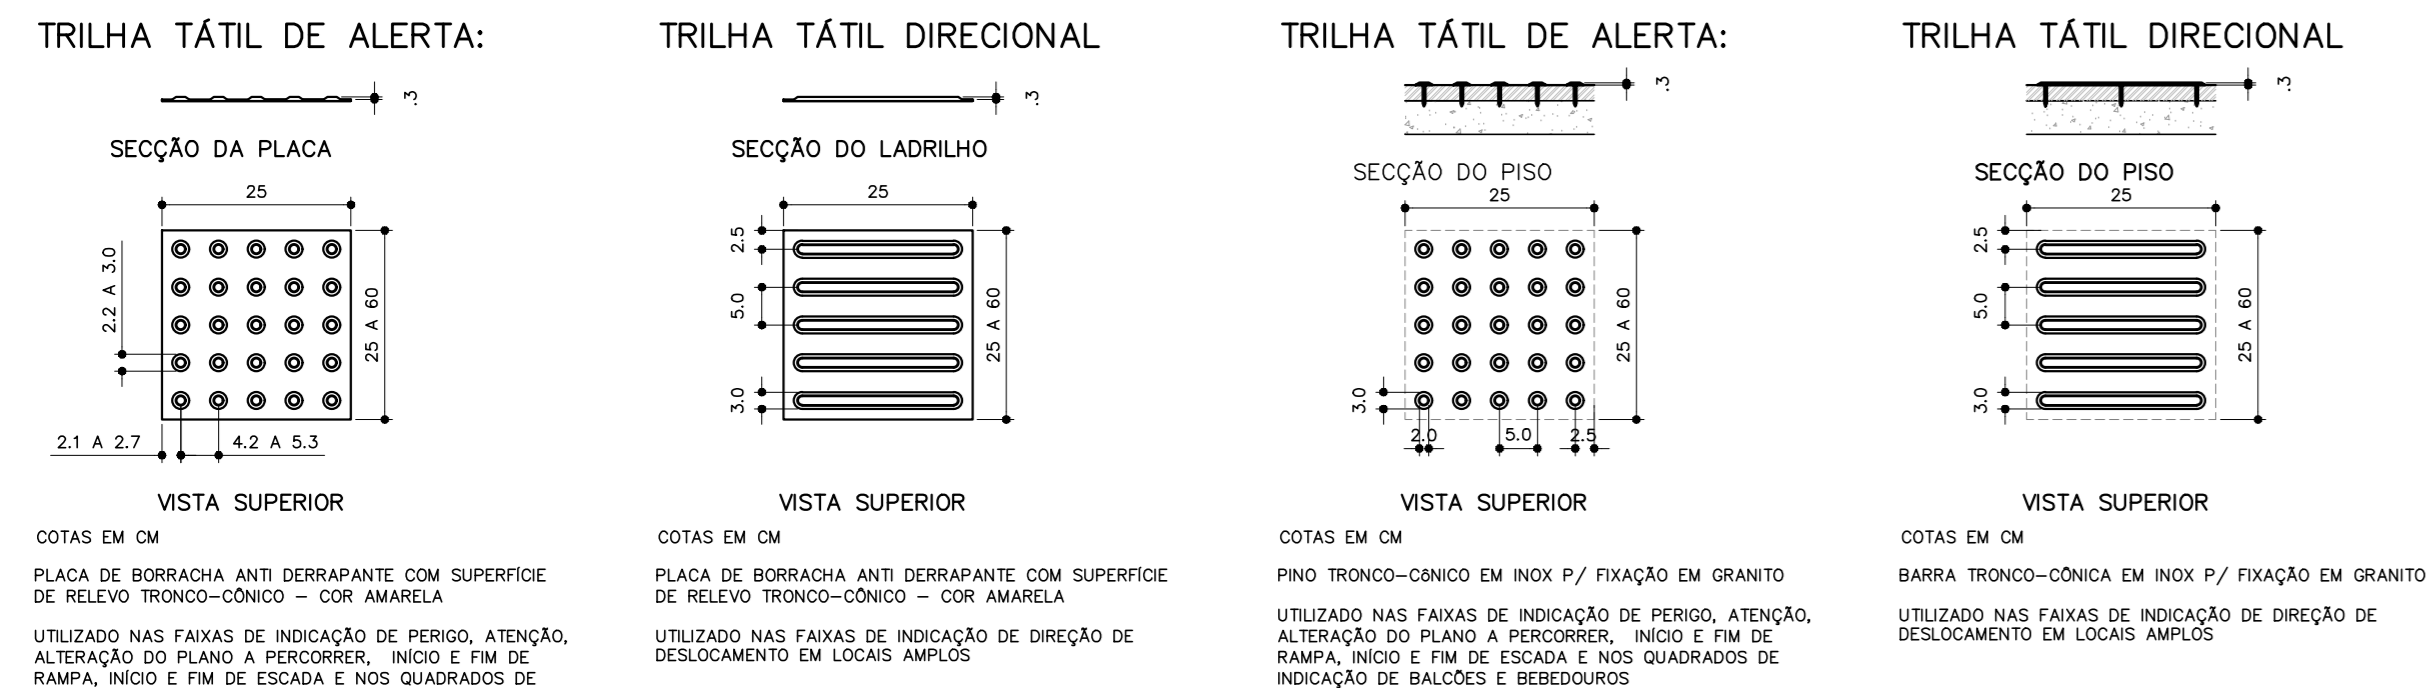 TRILHA TÁTIL DE ALERTA:
.3
SECÇÃO DA PLACA
25
2.2 A 3.0
25 A 60
2.1 A 2.7
4.2 A 5.3
VISTA SUPERIOR
COTAS EM CM
PLACA DE BORRACHA ANTI DERRAPANTE COM SUPERFÍCIE
DE RELEVO TRONCO-CÔNICO – COR AMARELA
UTILIZADO NAS FAIXAS DE INDICAÇÃO DE PERIGO, ATENÇÃO,
ALTERAÇÃO DO PLANO A PERCORRER, INÍCIO E FIM DE
RAMPA, INÍCIO E FIM DE ESCADA E NOS QUADRADOS DE
TRILHA TÁTIL DIRECIONAL
.3
SECÇÃO DO LADRILHO
25
2.5
5.0
3.0
25 A 60
VISTA SUPERIOR
COTAS EM CM
PLACA DE BORRACHA ANTI DERRAPANTE COM SUPERFÍCIE
DE RELEVO TRONCO-CÔNICO – COR AMARELA
UTILIZADO NAS FAIXAS DE INDICAÇÃO DE DIREÇÃO DE
DESLOCAMENTO EM LOCAIS AMPLOS
TRILHA TÁTIL DE ALERTA:
.3
SECÇÃO DO PISO
25
25 A 60
3.0
2.0
5.0
2.5
VISTA SUPERIOR
COTAS EM CM
PINO TRONCO-CôNICO EM INOX P/ FIXAÇÃO EM GRANITO
UTILIZADO NAS FAIXAS DE INDICAÇÃO DE PERIGO, ATENÇÃO,
ALTERAÇÃO DO PLANO A PERCORRER, INÍCIO E FIM DE
RAMPA, INÍCIO E FIM DE ESCADA E NOS QUADRADOS DE
INDICAÇÃO DE BALCÕES E BEBEDOUROS
TRILHA TÁTIL DIRECIONAL
.3
SECÇÃO DO PISO
25
2.5
5.0
3.0
25 A 60
VISTA SUPERIOR
COTAS EM CM
BARRA TRONCO-CÔNICA EM INOX P/ FIXAÇÃO EM GRANITO
UTILIZADO NAS FAIXAS DE INDICAÇÃO DE DIREÇÃO DE
DESLOCAMENTO EM LOCAIS AMPLOS